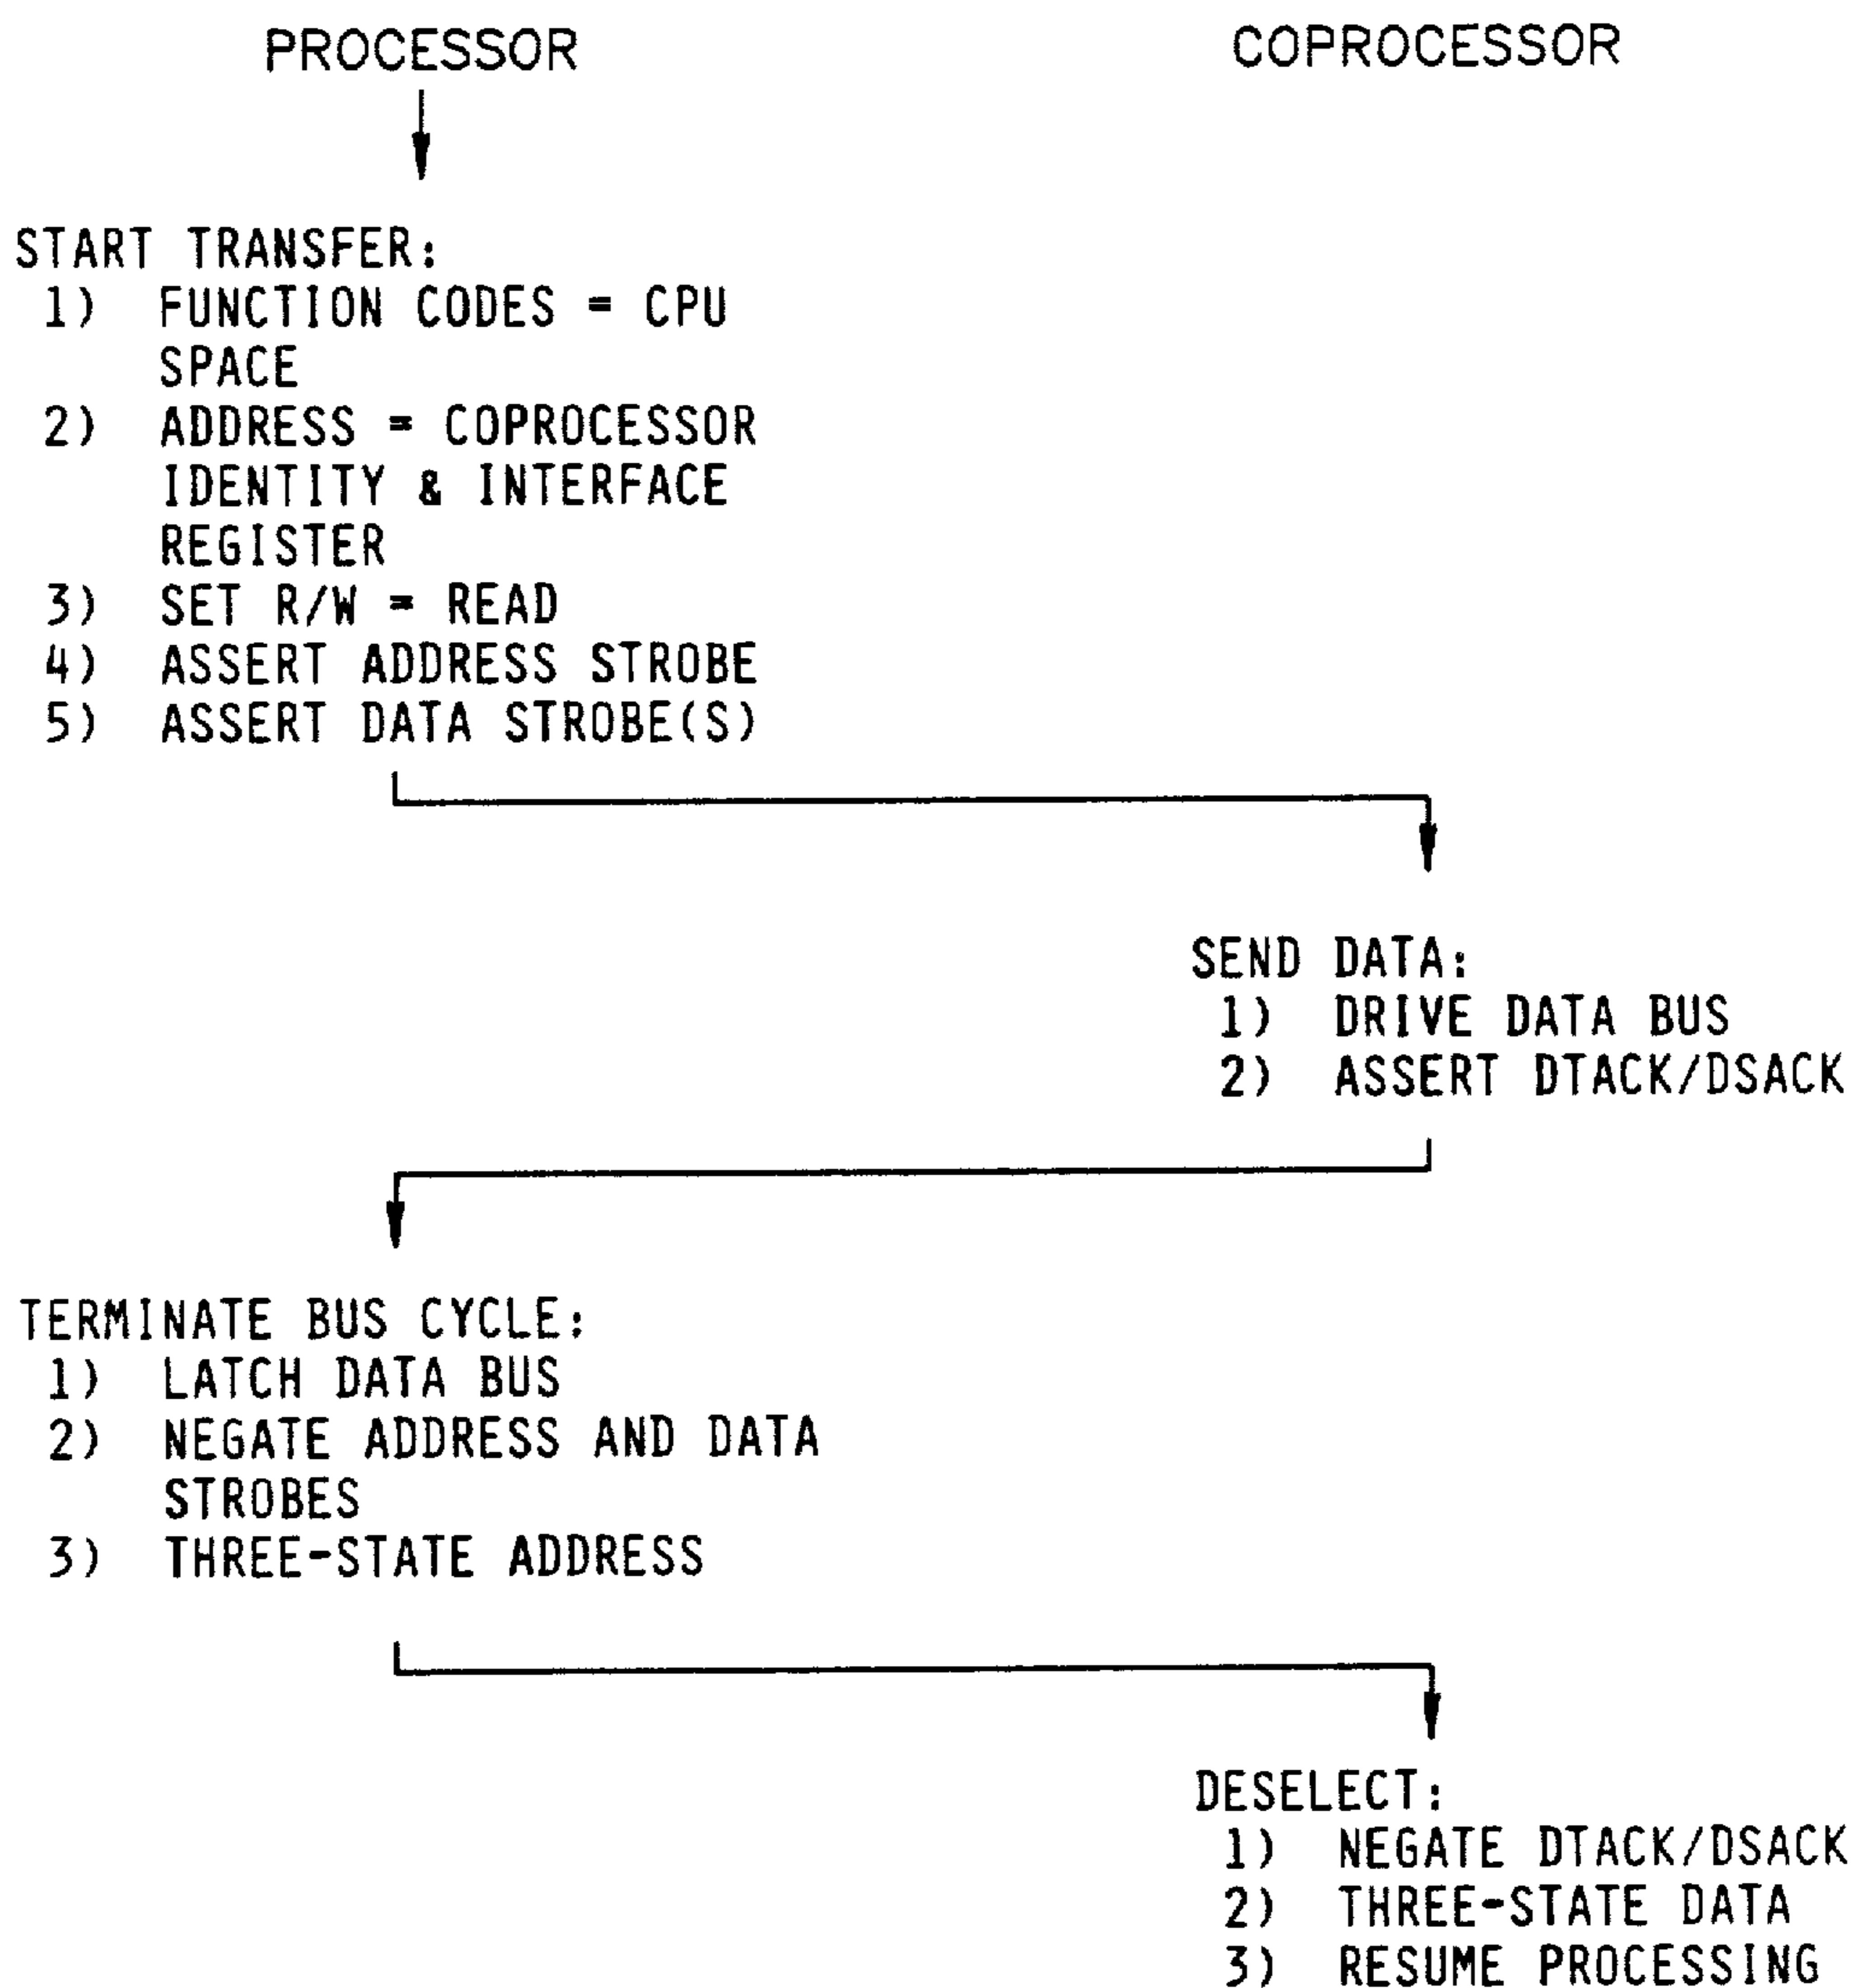 PROCESSOR
COPROCESSOR
START TRANSFER:
1) FUNCTION CODES = CPU
SPACE
2) ADDRESS = COPROCESSOR
IDENTITY & INTERFACE
REGISTER
3) SET R/W = READ
4) ASSERT ADDRESS STROBE
5) ASSERT DATA STROBE(S)
SEND DATA:
1) DRIVE DATA BUS
2) ASSERT DTACK/DSACK
TERMINATE BUS CYCLE:
1) LATCH DATA BUS
2) NEGATE ADDRESS AND DATA
STROBES
3) THREE-STATE ADDRESS
DESELECT:
1) NEGATE DTACK/DSACK
2) THREE-STATE DATA
3) RESUME PROCESSING